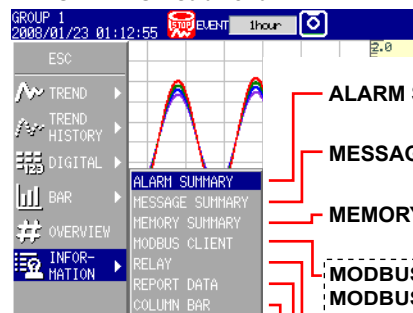 GROUP 1
2008/01/23 01:12:55 STOP EVENT 1hour
2.0
ESC
TREND
TREND
HISTORY
DIGITAL
BAR
OVERVIEW
INFOR-
MATION
ALARM SUMMARY
MESSAGE SUMMARY
MEMORY SUMMARY
MODBUS CLIENT
RELAY
REPORT DATA
COLUMN BAR
ALARM
MESSAG
MEMORY
MODBUS
MODBUS